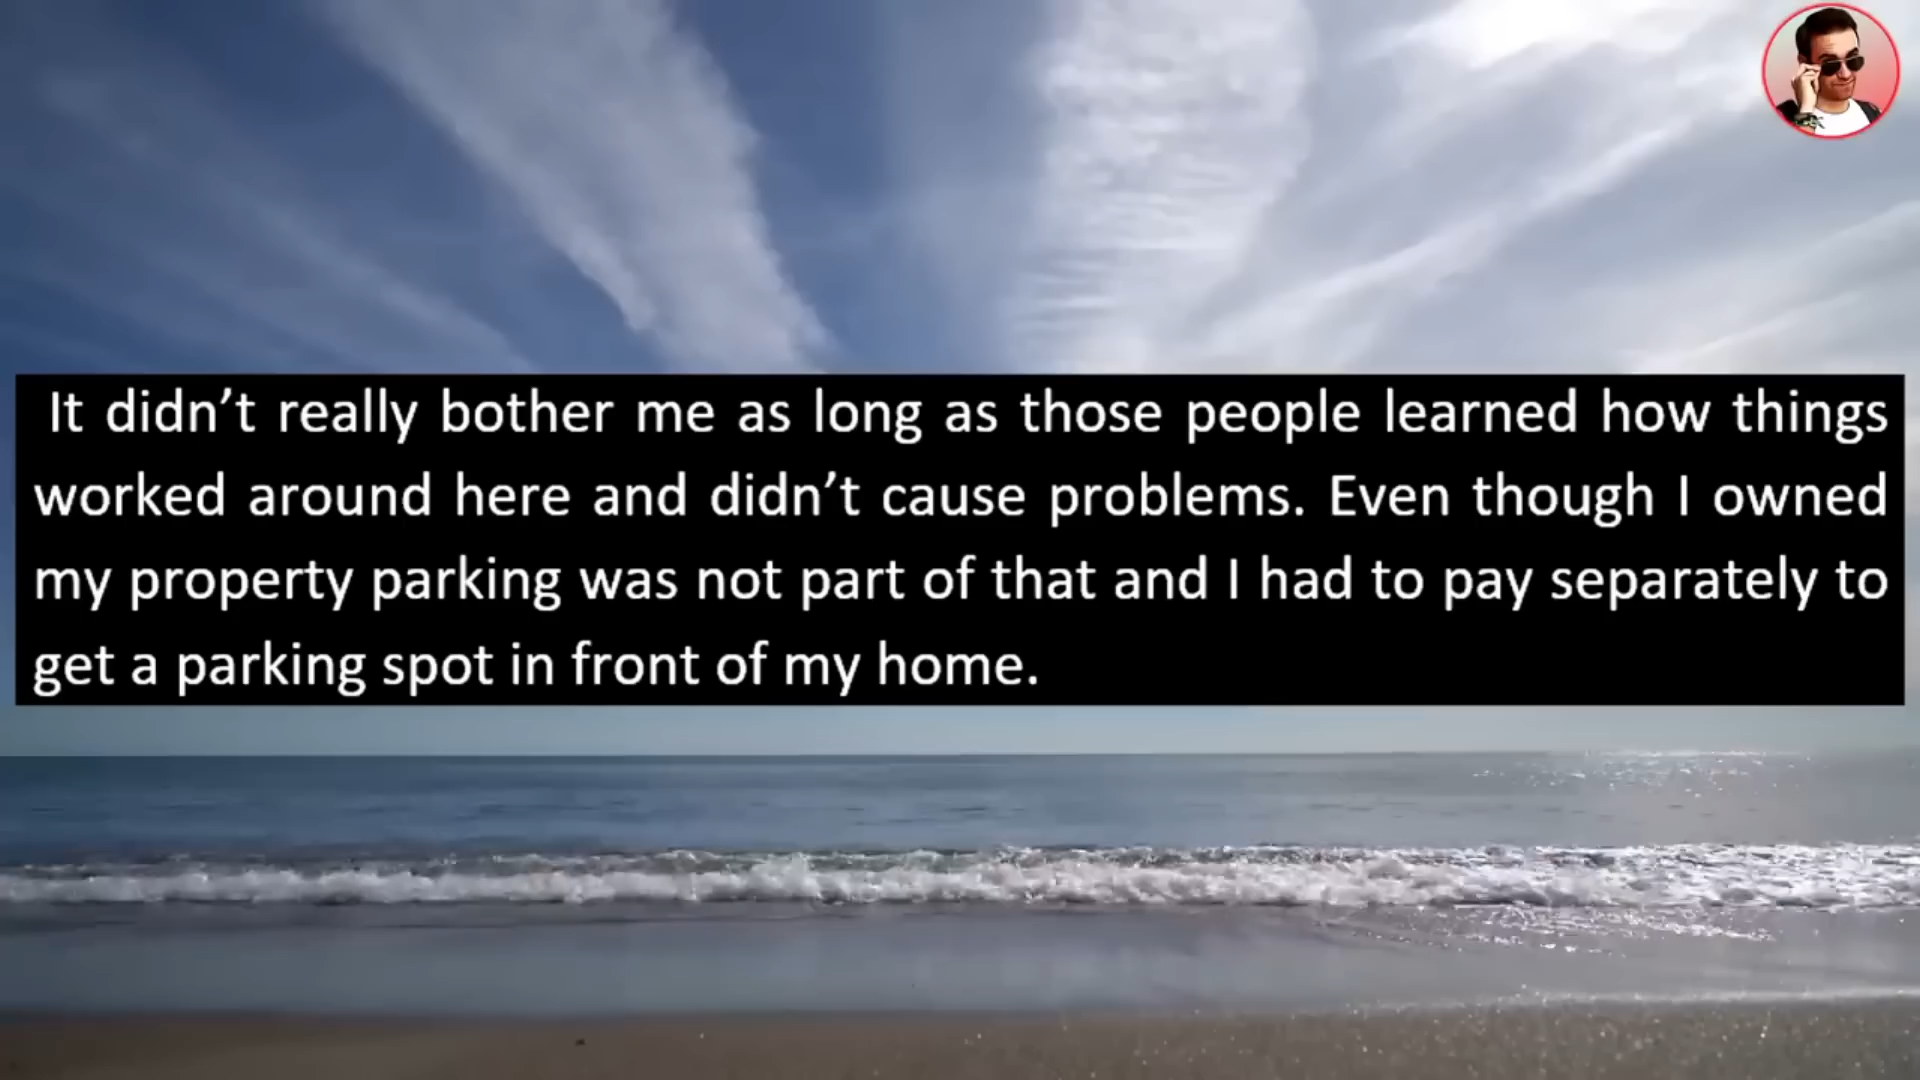 It didn’t really bother me as long as those people learned how things
worked around here and didn’t cause problems. Even though I owned
my property parking was not part of that and I had to pay separately to
get a parking spot in front of my home.